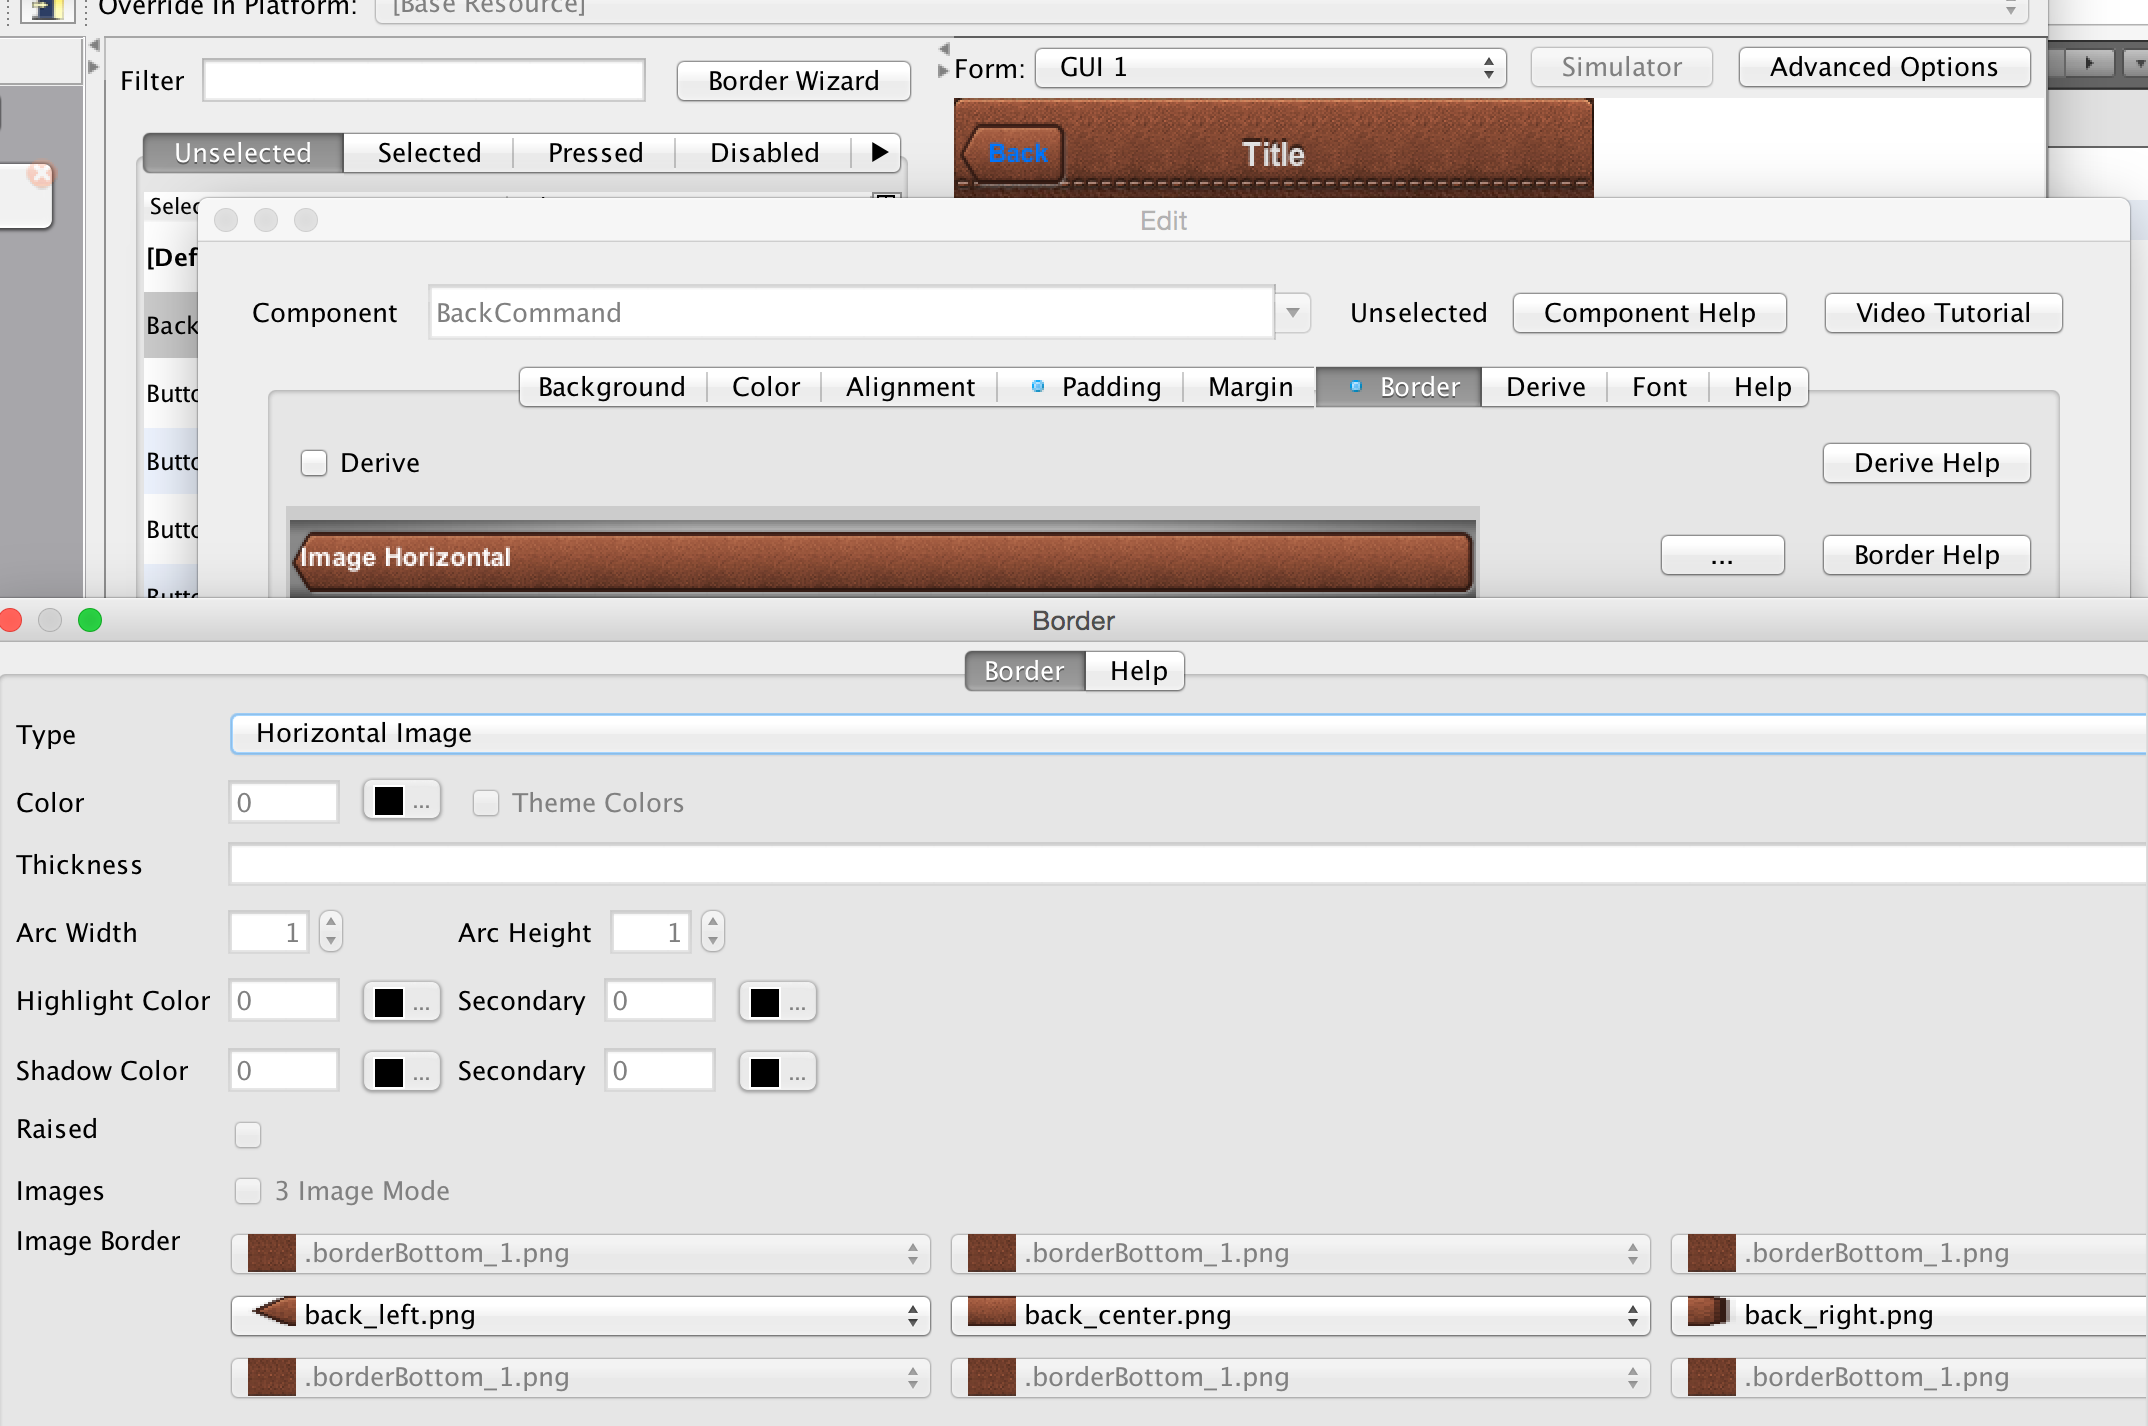 Override In Platform: [Base Resource]
Filter Border Wizard Form: GUI 1 Simulator Advanced Options
Unselected Selected Pressed Disabled
Back Title
Selec
Edit
[Def
Component BackCommand Unselected Component Help Video Tutorial
Back
Background Color Alignment Padding Margin Border Derive Font Help
Butto
Derive Derive Help
Butto
Butto
Image Horizontal ... Border Help
Butto
Border
Border Help
Type Horizontal Image
Color 0 ... Theme Colors
Thickness
Arc Width 1 Arc Height 1
Highlight Color 0 ... Secondary 0 ...
Shadow Color 0 ... Secondary 0 ...
Raised
Images 3 Image Mode
Image Border .borderBottom_1.png .borderBottom_1.png .borderBottom_1.png
back_left.png back_center.png back_right.png
.borderBottom_1.png .borderBottom_1.png .borderBottom_1.png